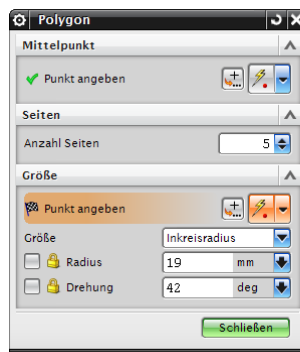 Polygon
Mittelpunkt
Punkt angeben
Seiten
Anzahl Seiten 5
Größe
Punkt angeben
Größe Inkreisradius
Radius 19 mm
Drehung 42 deg
Schließen